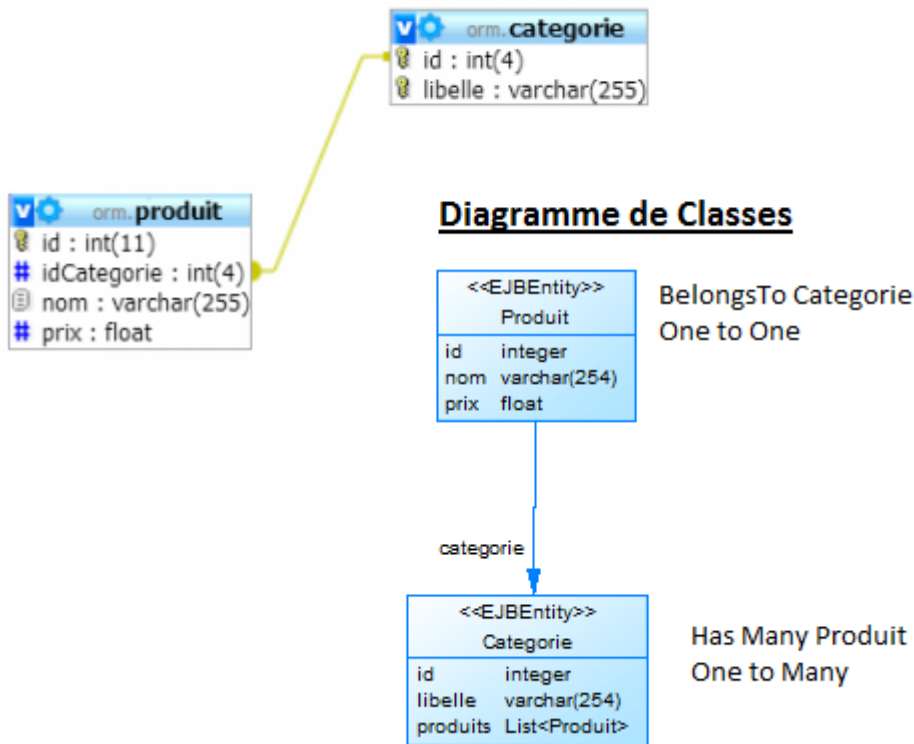 orm.categorie
id : int(4)
libelle : varchar(255)
orm.produit
id : int(11)
idCategorie : int(4)
nom : varchar(255)
prix : float
Diagramme de Classes
<<EJBEntity>>
Produit
id integer
nom varchar(254)
prix float
BelongsTo Categorie
One to One
categorie
<<EJBEntity>>
Categorie
id integer
libelle varchar(254)
produits List<Produit>
Has Many Produit
One to Many